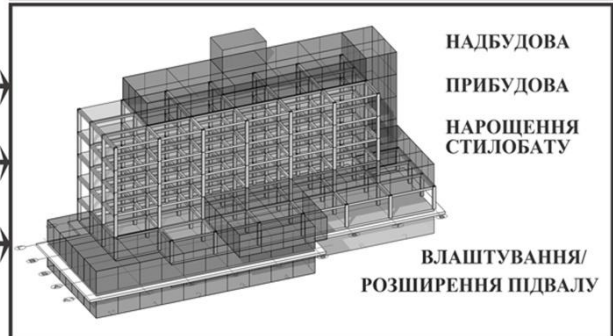 НАДБУДОВА
ПРИБУДОВА
НАРОЩЕННЯ
СТИЛОБАТУ
ВЛАШТУВАННЯ/
РОЗШИРЕННЯ ПІДВАЛУ